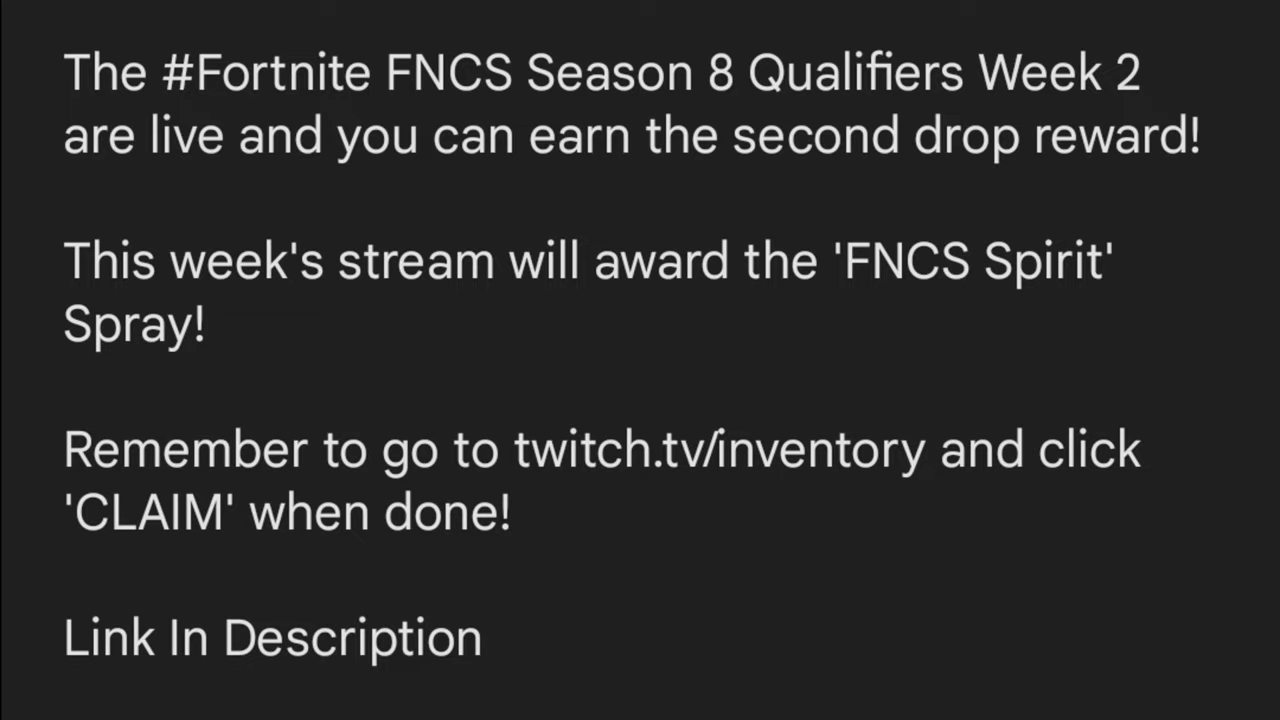 The #Fortnite FNCS Season 8 Qualifiers Week 2
are live and you can earn the second drop reward!
This week's stream will award the 'FNCS Spirit'
Spray!
Remember to go to twitch.tv/inventory and click
'CLAIM' when done!
Link In Description